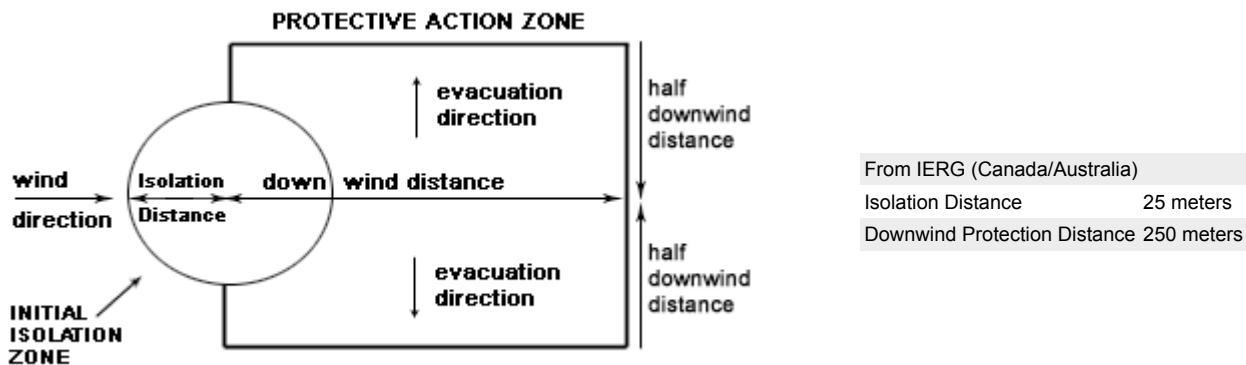 PROTECTIVE ACTION ZONE
evacuation
direction
half
downwind
distance
wind
direction
Isolation
Distance
down wind distance
evacuation
direction
half
downwind
distance
INITIAL
ISOLATION
ZONE
From IERG (Canada/Australia)
Isolation Distance 25 meters
Downwind Protection Distance 250 meters